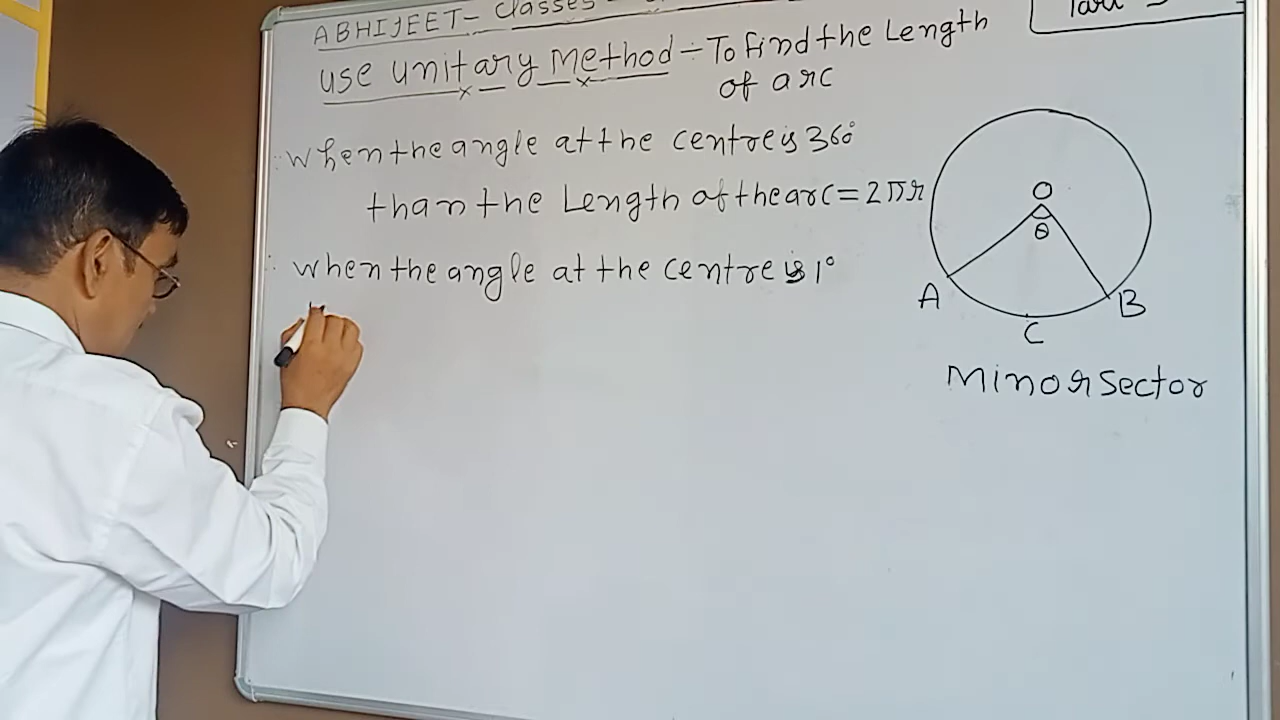 ABHIJEET- Classes -
USE Unitary Method :- To find the Length
of arc
∵ When the angle at the centre is 360°
than the Length of the arc = 2πr
∴ when the angle at the centre is 1°
O
θ
A
B
C
Minor Sector